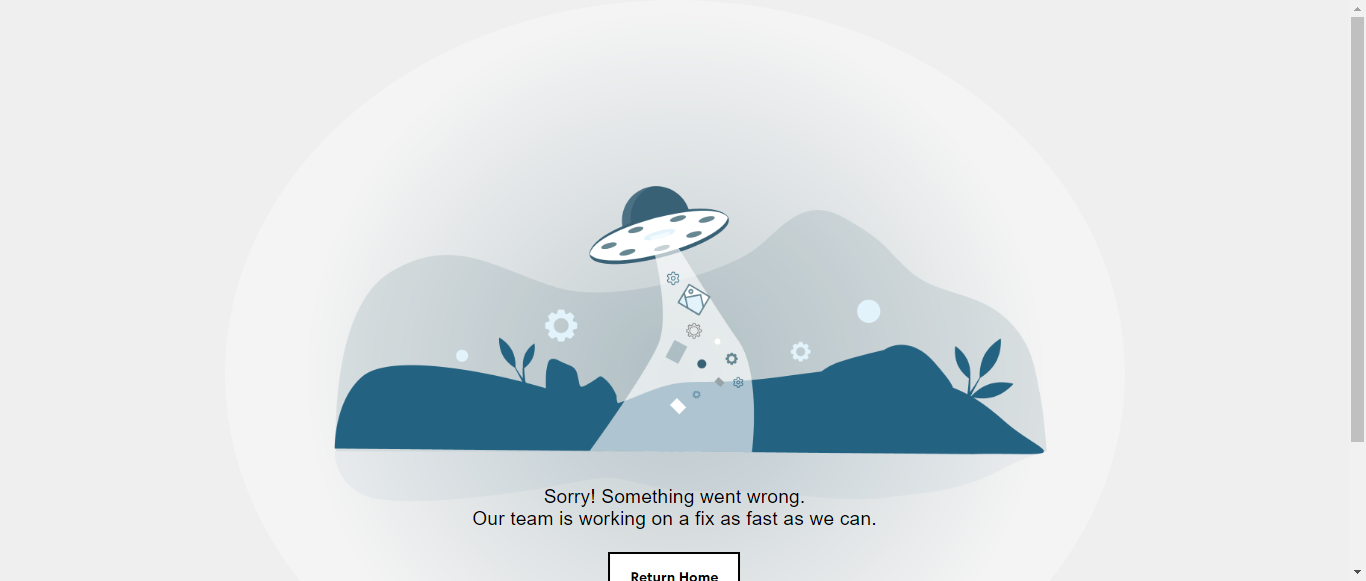 Sorry! Something went wrong.
Our team is working on a fix as fast as we can.
Return Home